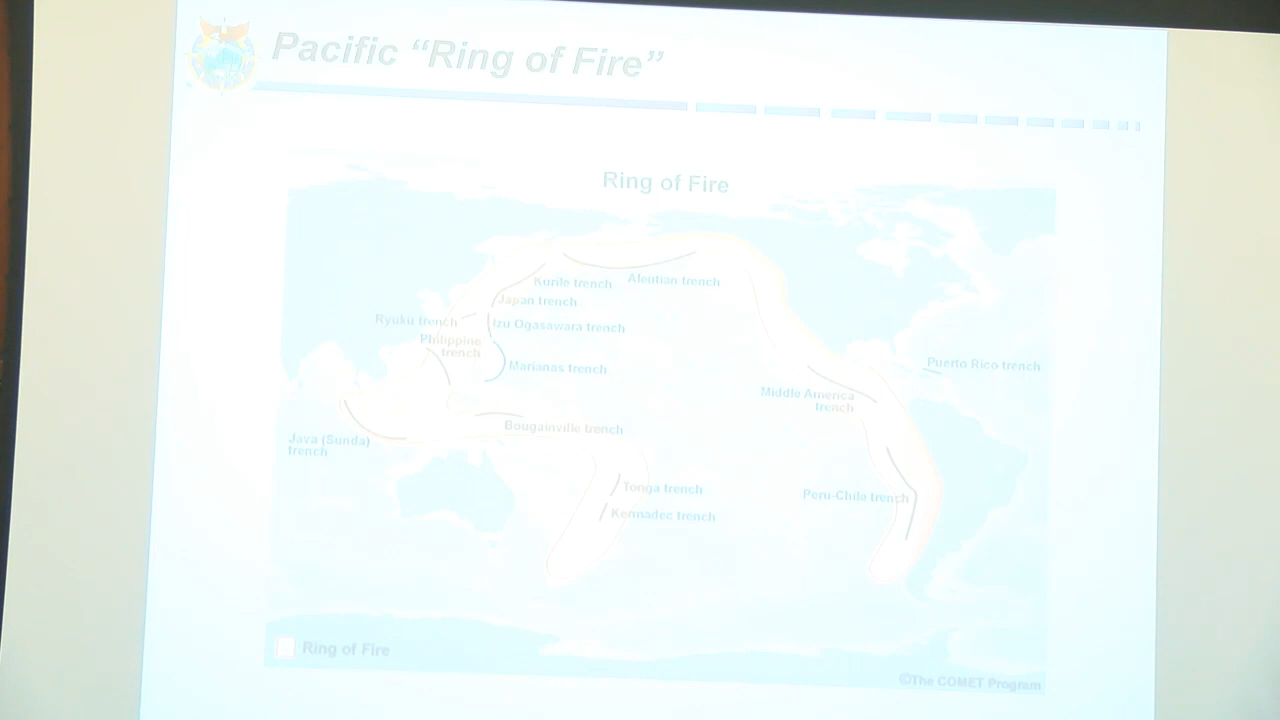 Pacific “Ring of Fire”
Ring of Fire
Kurile trench
Aleutian trench
Japan trench
Ryuku trench
Izu Ogasawara trench
Philippine
trench
Marianas trench
Puerto Rico trench
Middle America
trench
Bougainville trench
Java (Sunda)
trench
Tonga trench
Peru-Chile trench
Kermadec trench
Ring of Fire
©The COMET Program